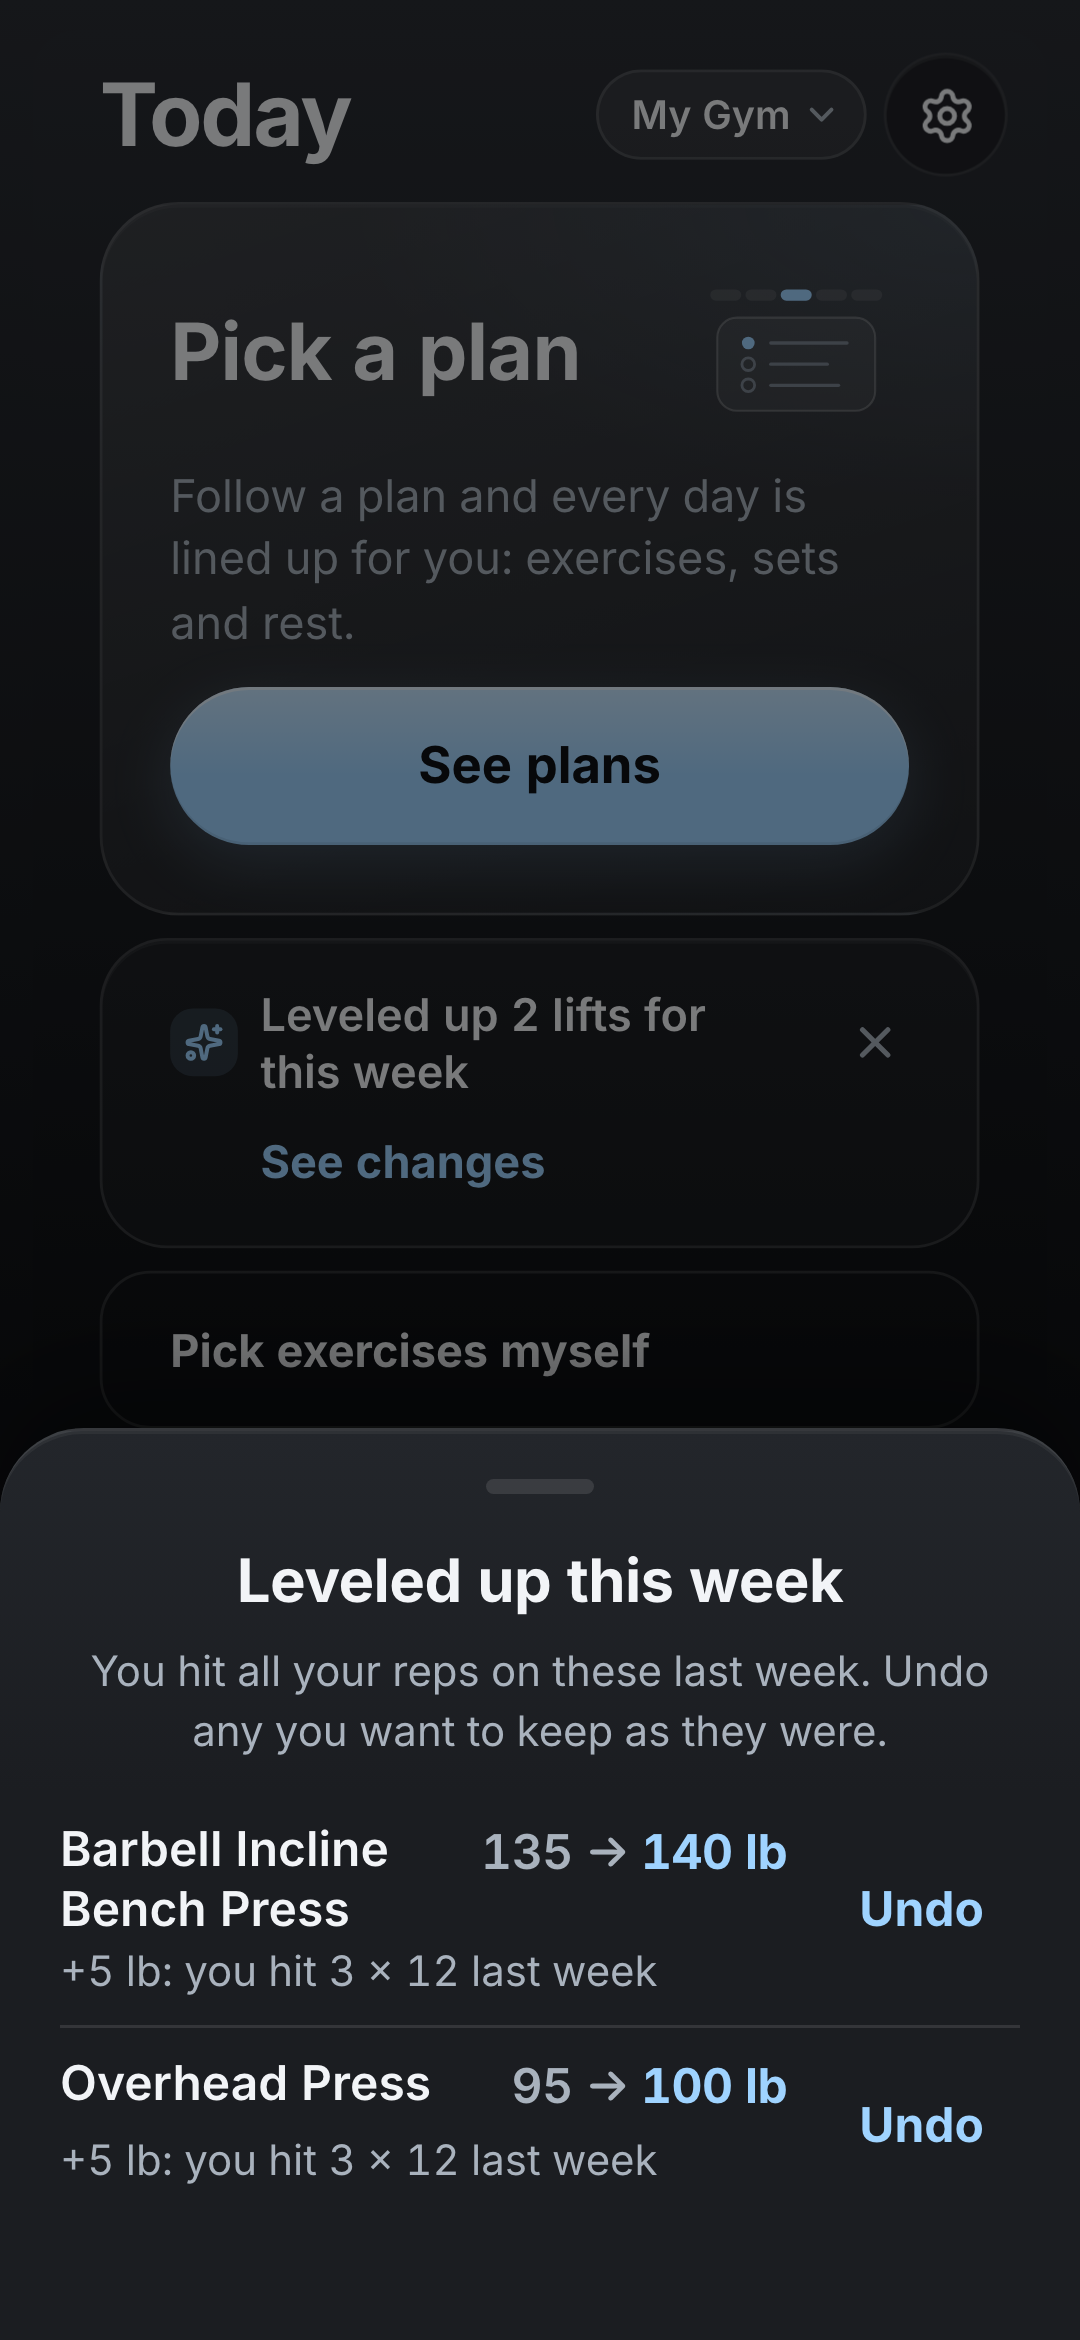 Today
My Gym
Pick a plan
Follow a plan and every day is
lined up for you: exercises, sets
and rest.
See plans
Leveled up 2 lifts for
this week
See changes
Pick exercises myself
Leveled up this week
You hit all your reps on these last week. Undo
any you want to keep as they were.
Barbell Incline
Bench Press
135 → 140 lb
Undo
+5 lb: you hit 3 × 12 last week
Overhead Press
95 → 100 lb
Undo
+5 lb: you hit 3 × 12 last week